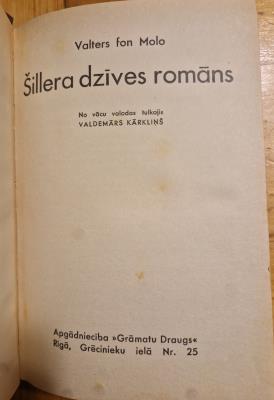 Valters fon Molo
Šillera dzīves romāns
No vācu valodas tulkojis
VALDEMĀRS KĀRKLIŅŠ
Apgādniecība »Grāmatu Draugs«
Rīgā, Grēcinieku ielā Nr. 25